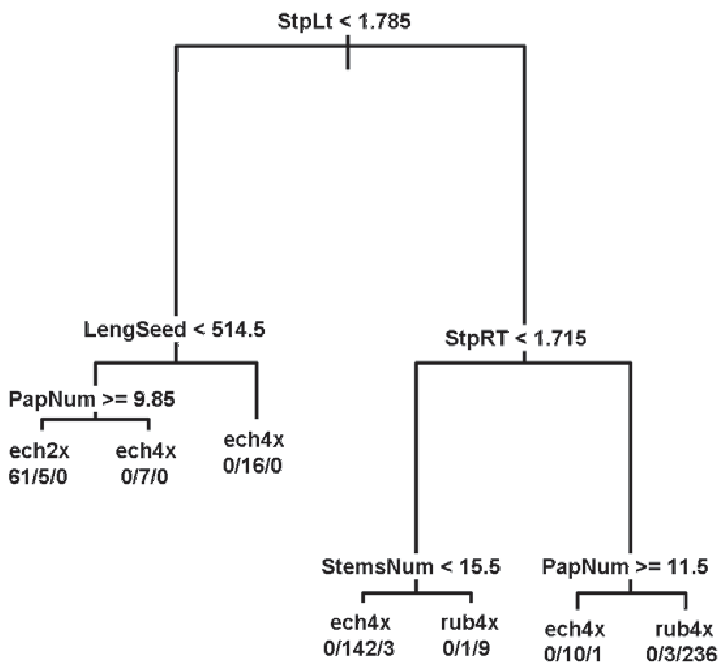 StpLt < 1.785
LengSeed < 514.5
StpRT < 1.715
PapNum >= 9.85
ech2x
61/5/0
ech4x
0/7/0
ech4x
0/16/0
StemsNum < 15.5
PapNum >= 11.5
ech4x
0/142/3
rub4x
0/1/9
ech4x
0/10/1
rub4x
0/3/236